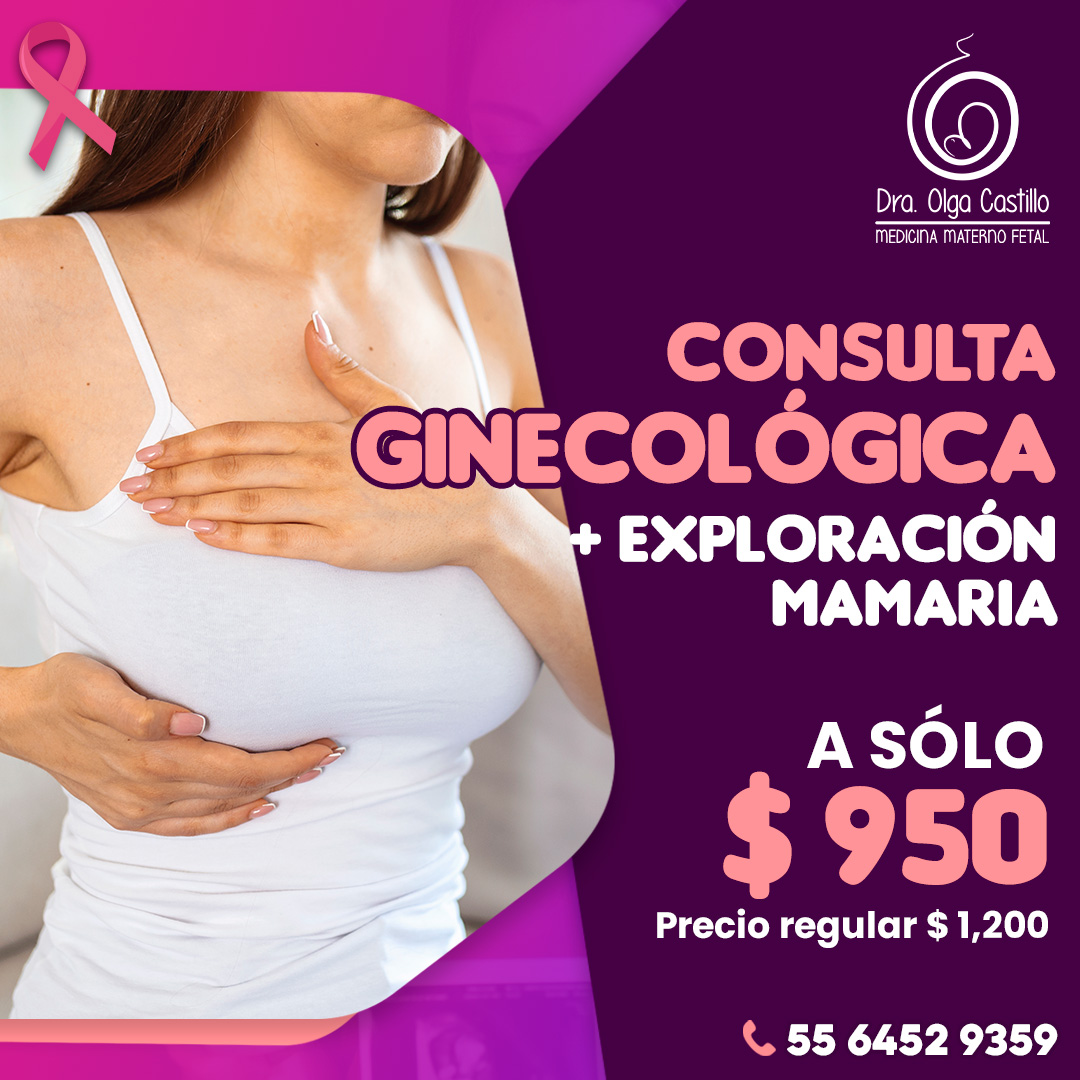 Dra. Olga Castillo
MEDICINA MATERNO FETAL
CONSULTA
GINECOLÓGICA
+ EXPLORACIÓN
MAMARIA
A SÓLO
$ 950
Precio regular $ 1,200
55 6452 9359